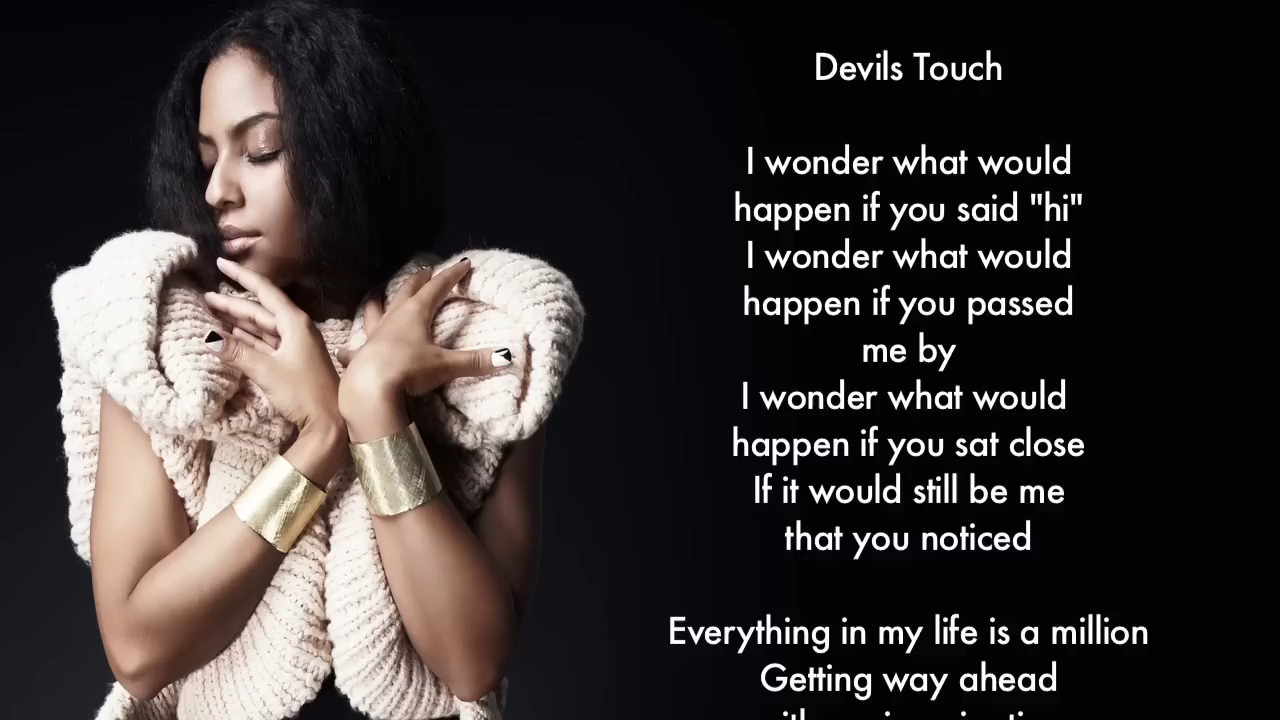 Devils Touch
I wonder what would
happen if you said "hi"
I wonder what would
happen if you passed
me by
I wonder what would
happen if you sat close
If it would still be me
that you noticed
Everything in my life is a million
Getting way ahead